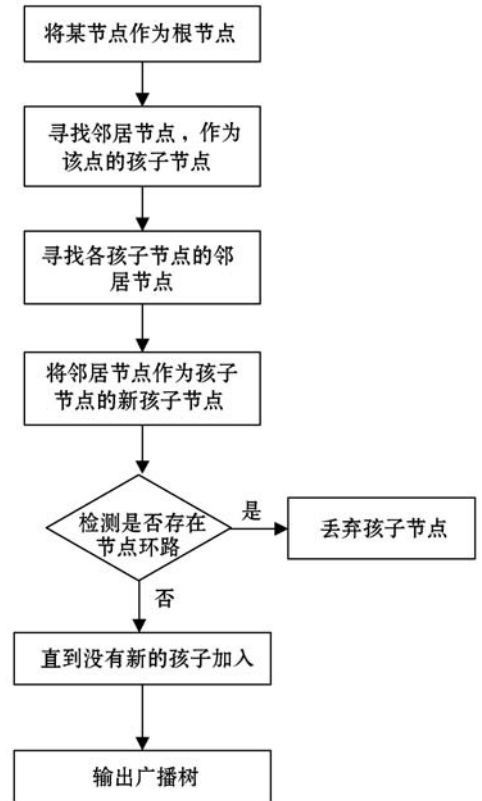 将某节点作为根节点
寻找邻居节点，作为
该点的孩子节点
寻找各孩子节点的邻
居节点
将邻居节点作为孩子
节点的新孩子节点
检测是否存在
节点环路
是
丢弃孩子节点
否
直到没有新的孩子加入
输出广播树